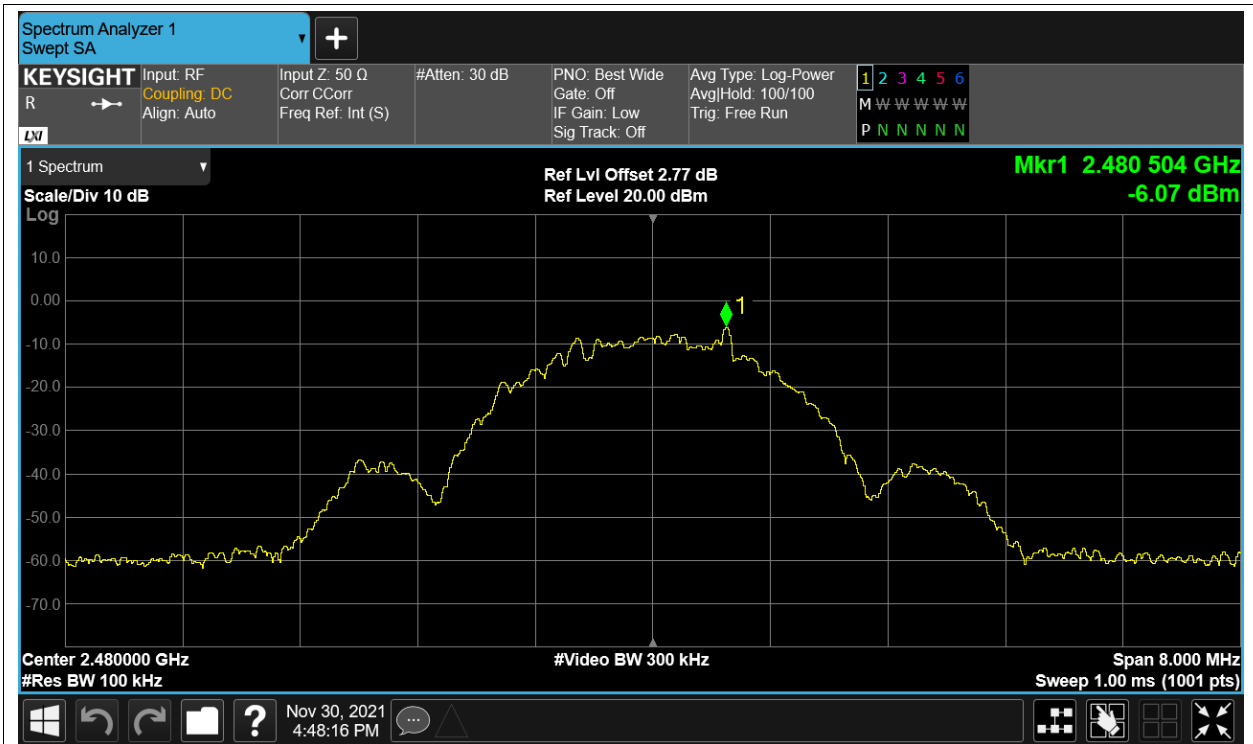 Spectrum Analyzer 1
Swept SA
KEYSIGHT
R
LXI
Input: RF
Coupling: DC
Align: Auto
Input Z: 50 Ω
Corr CCorr
Freq Ref: Int (S)
#Atten: 30 dB
PNO: Best Wide
Gate: Off
IF Gain: Low
Sig Track: Off
Avg Type: Log-Power
Avg|Hold: 100/100
Trig: Free Run
1 2 3 4 5 6
M W W W W W W
P N N N N N N
1 Spectrum
Scale/Div 10 dB
Log
Ref Lvl Offset 2.77 dB
Ref Level 20.00 dBm
Mkr1 2.480 504 GHz
-6.07 dBm
10.0
0.00
-10.0
-20.0
-30.0
-40.0
-50.0
-60.0
-70.0
1
Center 2.480000 GHz
#Res BW 100 kHz
#Video BW 300 kHz
Span 8.000 MHz
Sweep 1.00 ms (1001 pts)
?
Nov 30, 2021
4:48:16 PM